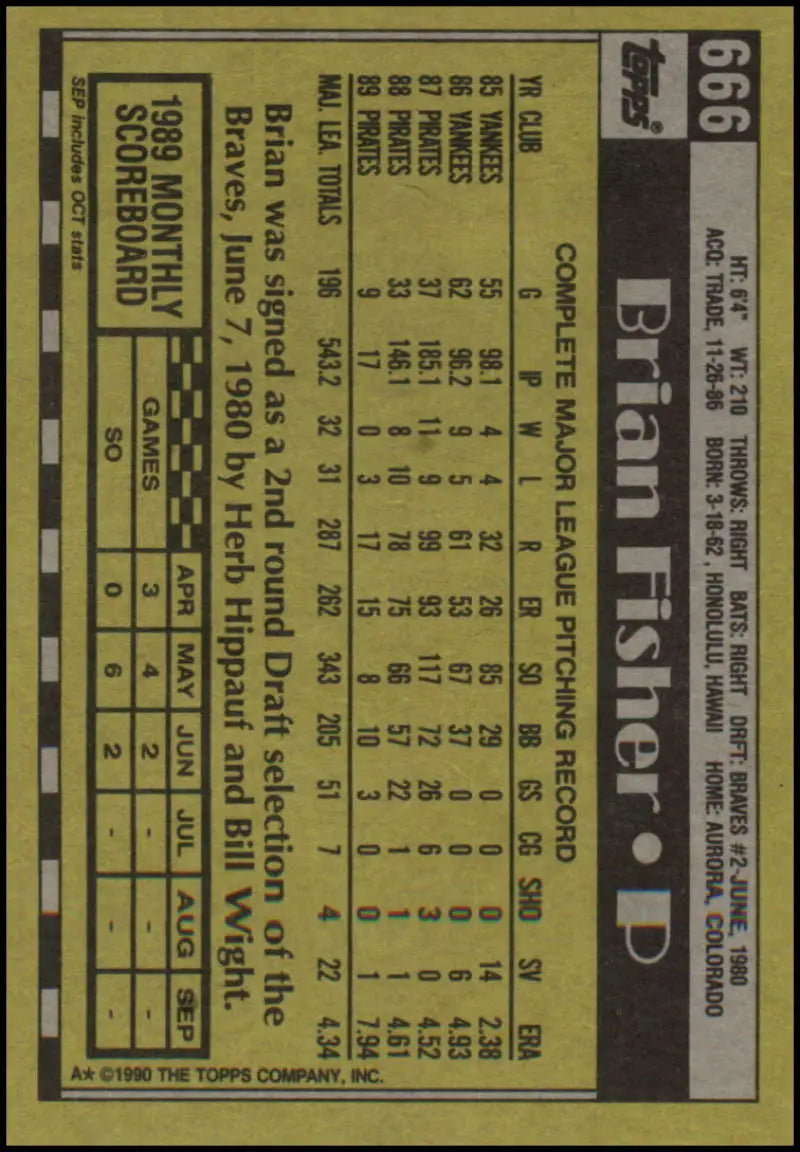 666
HT: 6'4" WT: 210 THROWS: RIGHT BATS: RIGHT DRFT: BRAVES #2-JUNE, 1980
ACQ: TRADE, 11-26-86 BORN: 3-18-62, HONOLULU, HAWAII HOME: AURORA, COLORADO
topps®
Brian Fisher • P
COMPLETE MAJOR LEAGUE PITCHING RECORD
YR CLUB G IP W L R ER SO BB GS CG SHO SV ERA
85 YANKEES 55 98.1 4 4 32 26 85 29 0 0 0 14 2.38
86 YANKEES 62 96.2 9 5 61 53 67 37 0 0 0 6 4.93
87 PIRATES 37 185.1 11 9 99 93 117 72 26 6 3 0 4.52
88 PIRATES 33 146.1 8 10 78 75 66 57 22 1 1 1 4.61
89 PIRATES 9 17 0 3 17 15 8 10 3 0 0 1 7.94
MAJ. LEA. TOTALS 196 543.2 32 31 287 262 343 205 51 7 4 22 4.34
Brian was signed as a 2nd round Draft selection of the
Braves, June 7, 1980 by Herb Hippauf and Bill Wight.
1989 MONTHLY
SCOREBOARD
APR MAY JUN JUL AUG SEP
GAMES 3 4 2 - - -
SO 0 6 2 - - -
SEP includes OCT stats
A* ©1990 THE TOPPS COMPANY, INC.